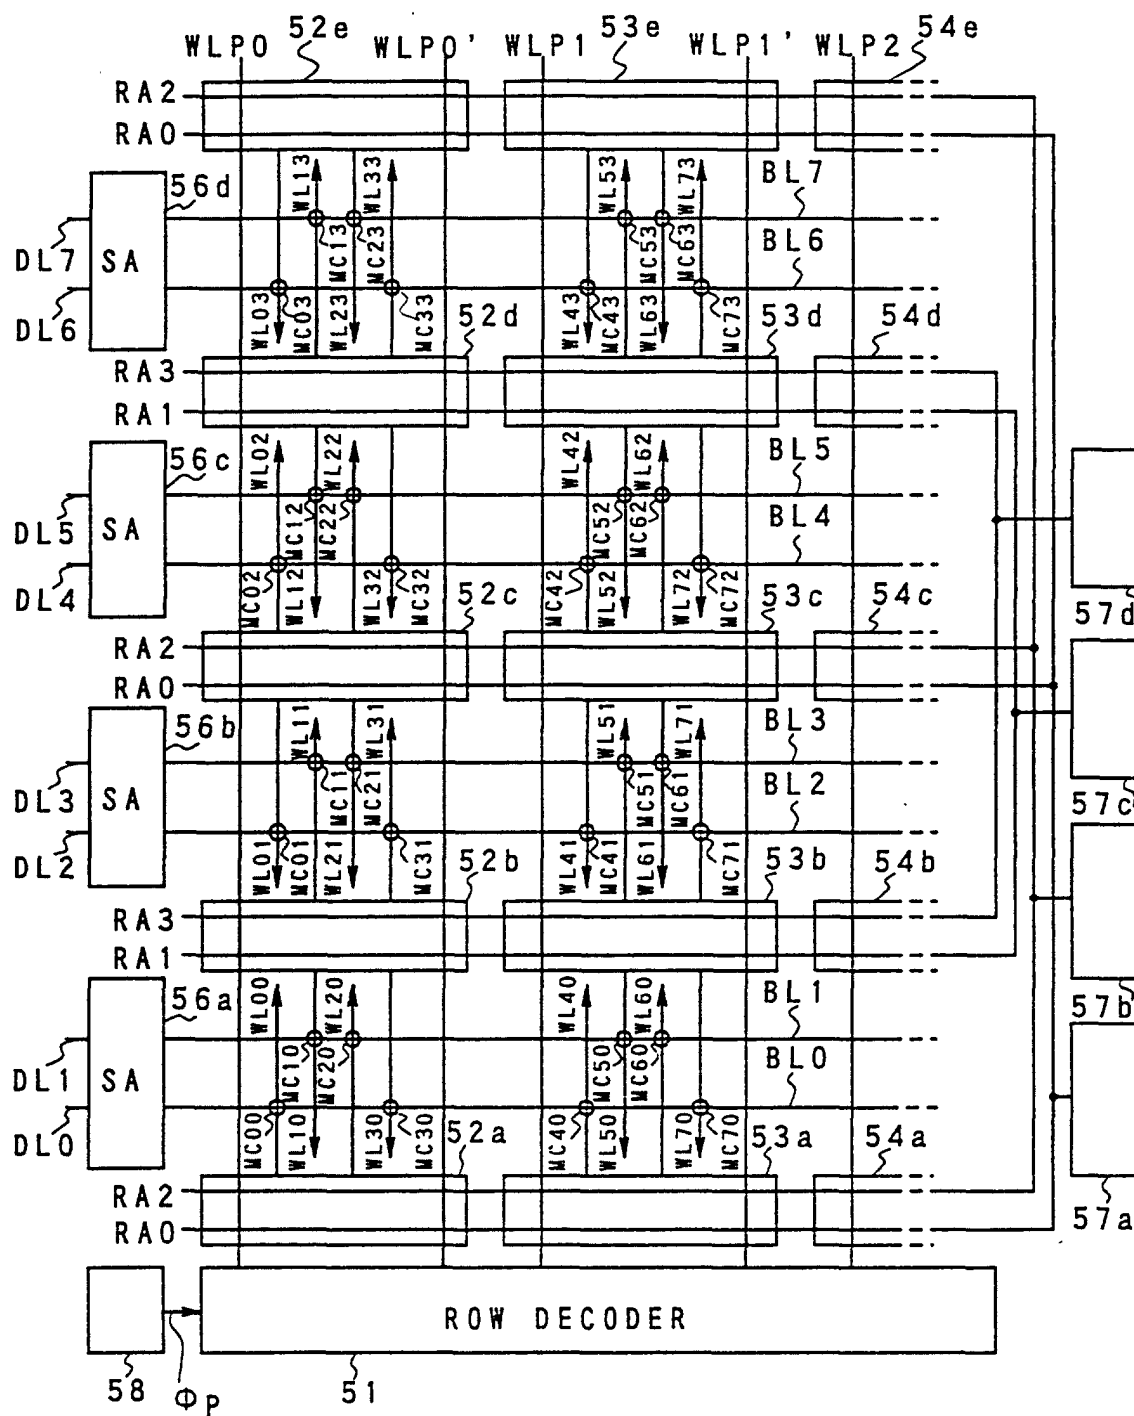 52e 53e 54e
WLP0 WLP0' WLP1 WLP1' WLP2
RA2
RA0
WL13 WL33 WL53 WL73 BL7
56d
DL7 SA
MC13 MC23 MC53 MC63 BL6
DL6
WL03 MC03 WL23 MC33 WL43 MC43 WL63 MC73
52d 53d 54d
RA3
RA1
WL02 WL22 WL42 WL62 BL5
56c
DL5 SA
MC12 MC22 MC52 MC62 BL4
DL4
MC02 WL12 WL32 MC32 MC42 WL52 WL72 MC72
52c 53c 54c
57d
RA2
RA0
WL11 WL31 WL51 WL71 BL3
56b
DL3 SA
MC11 MC21 MC51 MC61 BL2
57c
DL2
WL01 MC01 WL21 MC31 WL41 MC41 WL61 MC71
52b 53b 54b
RA3
RA1
WL00 WL20 WL40 WL60 BL1
56a
57b
DL1 SA
MC10 MC20 MC50 MC60 BL0
DL0
MC00 WL10 WL30 MC30 MC40 WL50 WL70 MC70
52a 53a 54a
RA2
RA0
57a
ROW DECODER
58 ΦP 51